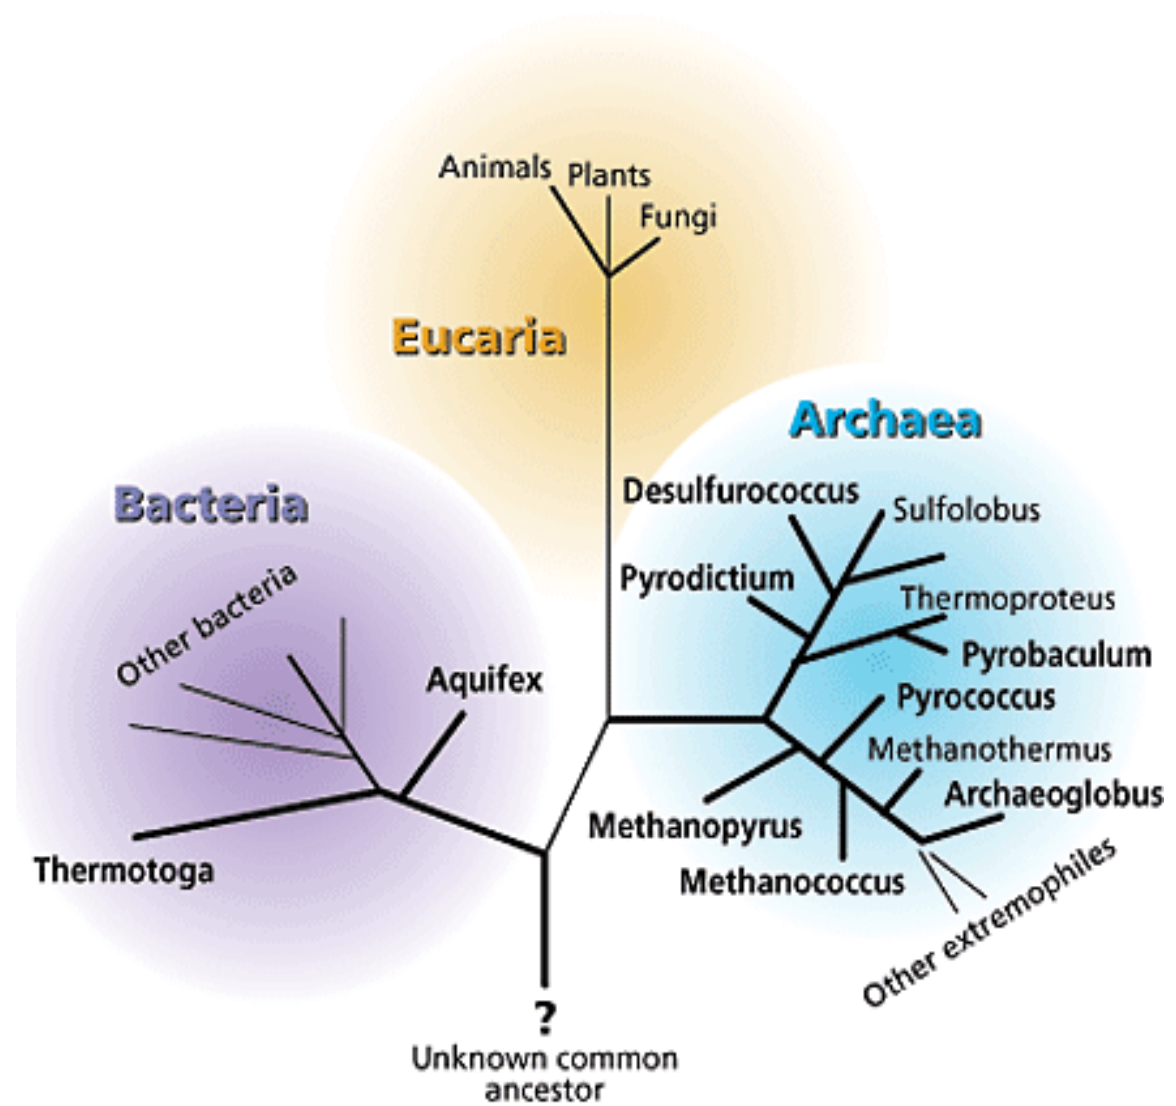 Animals
Plants
Fungi
Eucaria
Archaea
Bacteria
Desulfurococcus
Sulfolobus
Pyrodictium
Thermoproteus
Other bacteria
Pyrobaculum
Aquifex
Pyrococcus
Methanothermus
Archaeoglobus
Methanopyrus
Thermotoga
Methanococcus
Other extremophiles
?
Unknown common
ancestor